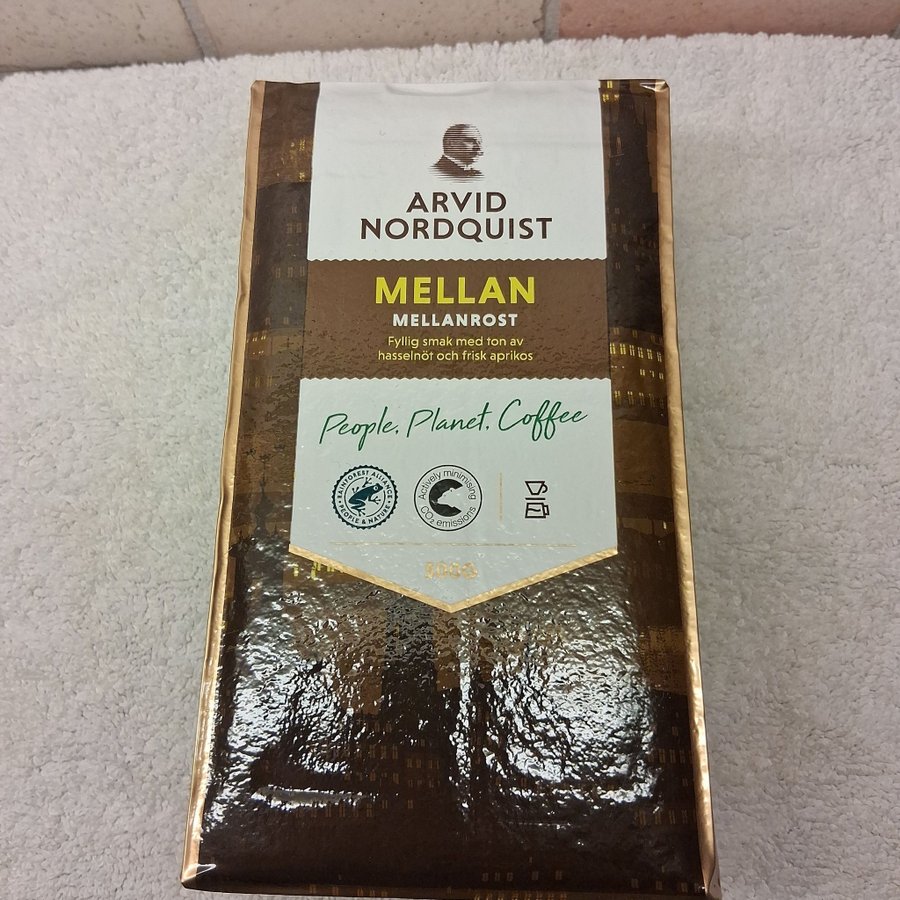 ARVID
NORDQUIST
MELLAN
MELLANROST
Fyllig smak med ton av
hasselnöt och frisk aprikos
People. Planet. Coffee
RAINFOREST ALLIANCE
PEOPLE & NATURE
Actively minimising
CO₂ emissions
500G